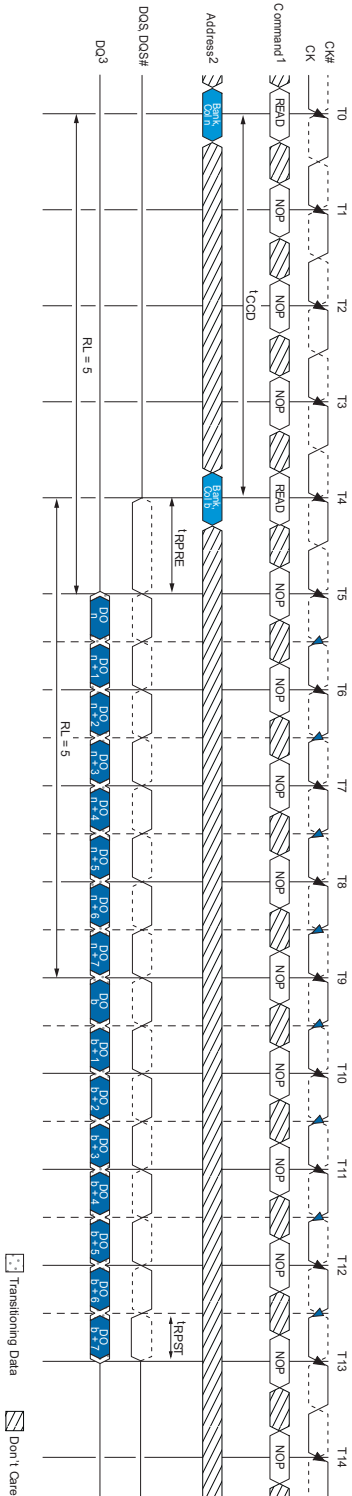 T0 T1 T2 T3 T4 T5 T6 T7 T8 T9 T10 T11 T12 T13 T14
CK#
CK
Command1 READ NOP NOP NOP READ NOP NOP NOP NOP NOP NOP NOP NOP NOP NOP
tCCD
Address2 Bank, Col n Bank, Col b
tRPRE tRPST
DQS, DQS#
DQ3 DO n DO n + 1 DO n + 2 DO n + 3 DO n + 4 DO n + 5 DO n + 6 DO n + 7 DO b DO b + 1 DO b + 2 DO b + 3 DO b + 4 DO b + 5 DO b + 6 DO b + 7
RL = 5
RL = 5
Transitioning Data Don't Care